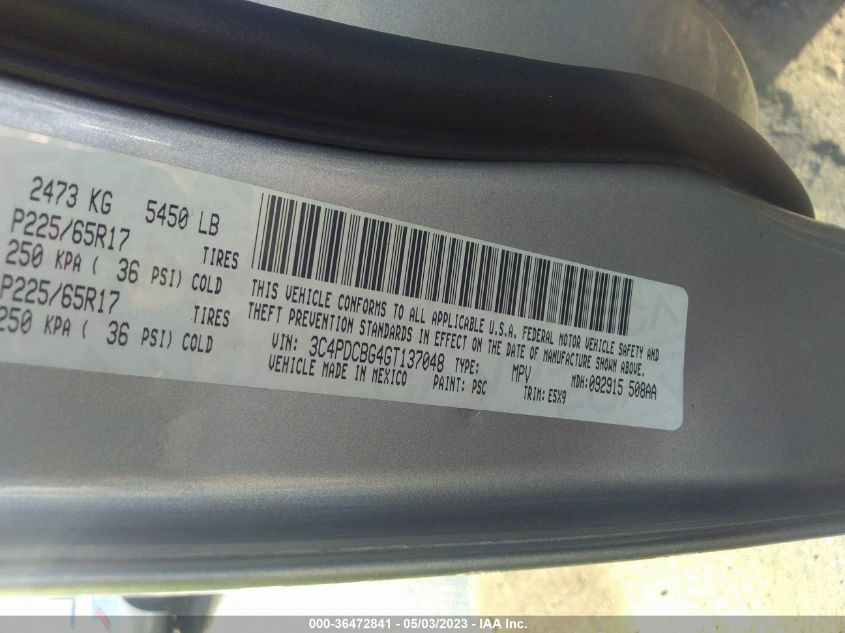 2473 KG 5450 LB
P225/65R17 TIRES
250 KPA ( 36 PSI) COLD
P225/65R17 TIRES
250 KPA ( 36 PSI) COLD
THIS VEHICLE CONFORMS TO ALL APPLICABLE U.S.A. FEDERAL MOTOR VEHICLE SAFETY AND
THEFT PREVENTION STANDARDS IN EFFECT ON THE DATE OF MANUFACTURE SHOWN ABOVE.
VIN: 3C4PDCBG4GT137048 TYPE: MPV MDH:092915 508AA
VEHICLE MADE IN MEXICO PAINT: PSC TRIM: E5X9
000-36472841 - 05/03/2023 - IAA Inc.